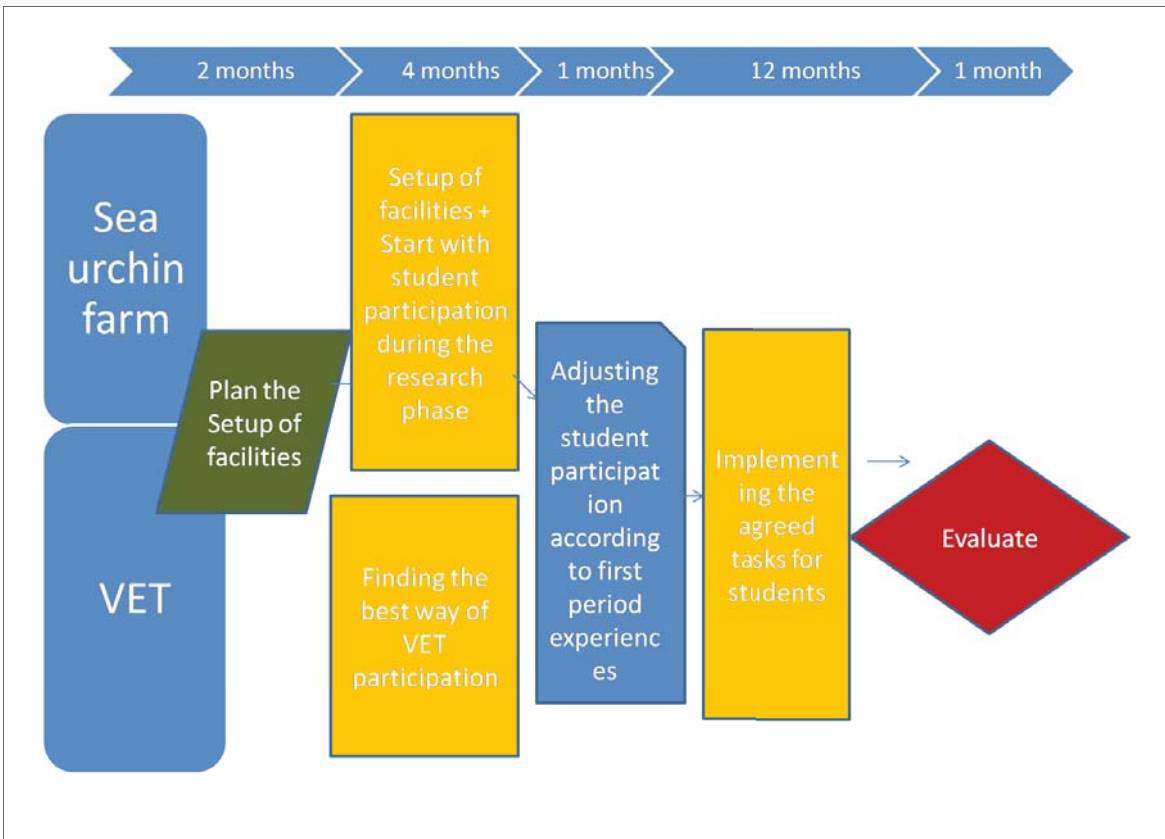 2 months
4 months
1 months
12 months
1 month
Sea
urchin
farm
VET
Plan the
Setup of
facilities
Setup of
facilities +
Start with
student
participation
during the
research
phase
Finding the
best way of
VET
participation
Adjusting
the
student
participat
ion
according
to first
period
experienc
es
Implement
ing the
agreed
tasks for
students
Evaluate